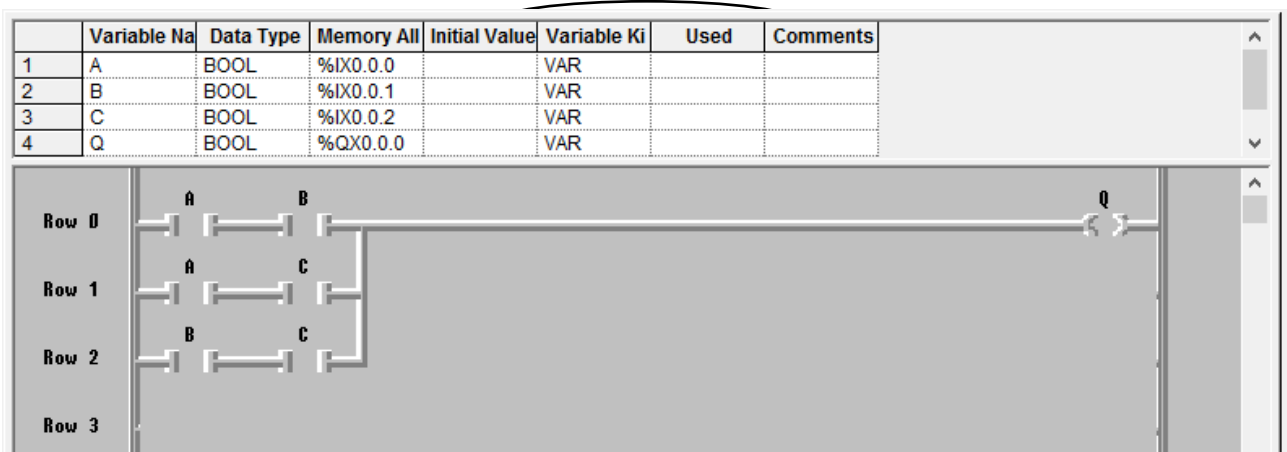 Variable Na Data Type Memory All Initial Value Variable Ki Used Comments
1 A BOOL %IX0.0.0 VAR
2 B BOOL %IX0.0.1 VAR
3 C BOOL %IX0.0.2 VAR
4 Q BOOL %QX0.0.0 VAR
A B Q
Row 0
A C
Row 1
B C
Row 2
Row 3